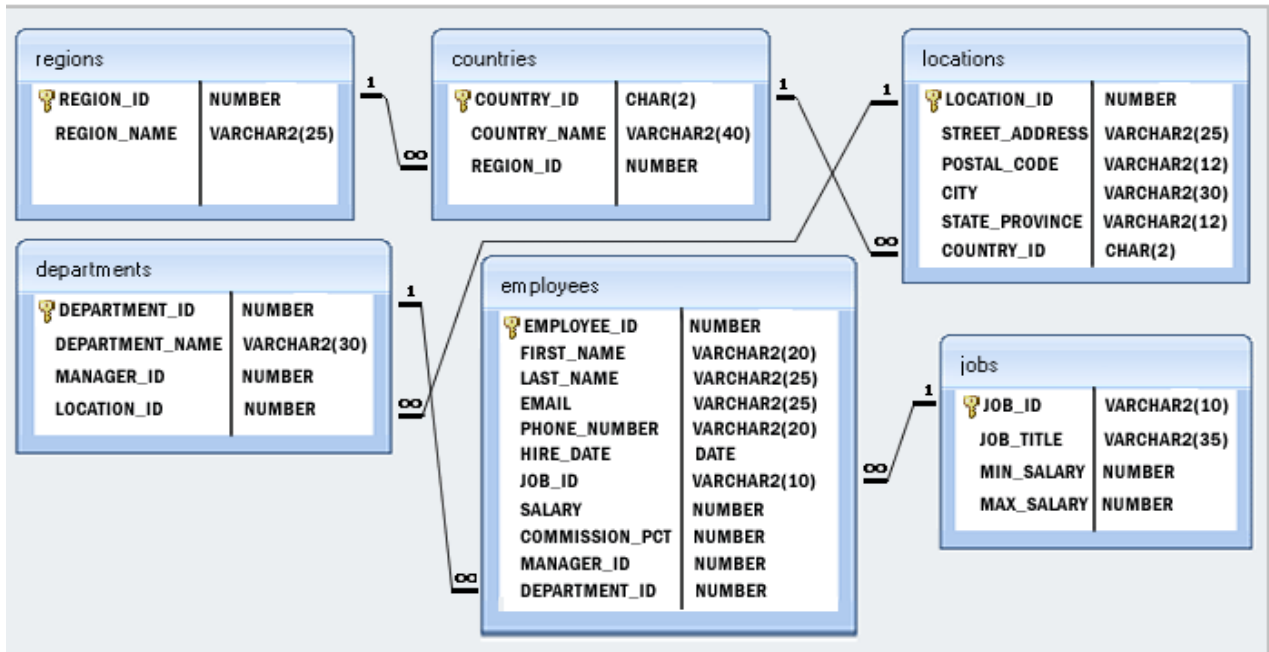 regions
REGION_ID NUMBER
REGION_NAME VARCHAR2(25)
1
∞
countries
COUNTRY_ID CHAR(2)
COUNTRY_NAME VARCHAR2(40)
REGION_ID NUMBER
1
∞
locations
LOCATION_ID NUMBER
STREET_ADDRESS VARCHAR2(25)
POSTAL_CODE VARCHAR2(12)
CITY VARCHAR2(30)
STATE_PROVINCE VARCHAR2(12)
COUNTRY_ID CHAR(2)
1
∞
departments
DEPARTMENT_ID NUMBER
DEPARTMENT_NAME VARCHAR2(30)
MANAGER_ID NUMBER
LOCATION_ID NUMBER
1
∞
employees
EMPLOYEE_ID NUMBER
FIRST_NAME VARCHAR2(20)
LAST_NAME VARCHAR2(25)
EMAIL VARCHAR2(25)
PHONE_NUMBER VARCHAR2(20)
HIRE_DATE DATE
JOB_ID VARCHAR2(10)
SALARY NUMBER
COMMISSION_PCT NUMBER
MANAGER_ID NUMBER
DEPARTMENT_ID NUMBER
∞
1
jobs
JOB_ID VARCHAR2(10)
JOB_TITLE VARCHAR2(35)
MIN_SALARY NUMBER
MAX_SALARY NUMBER